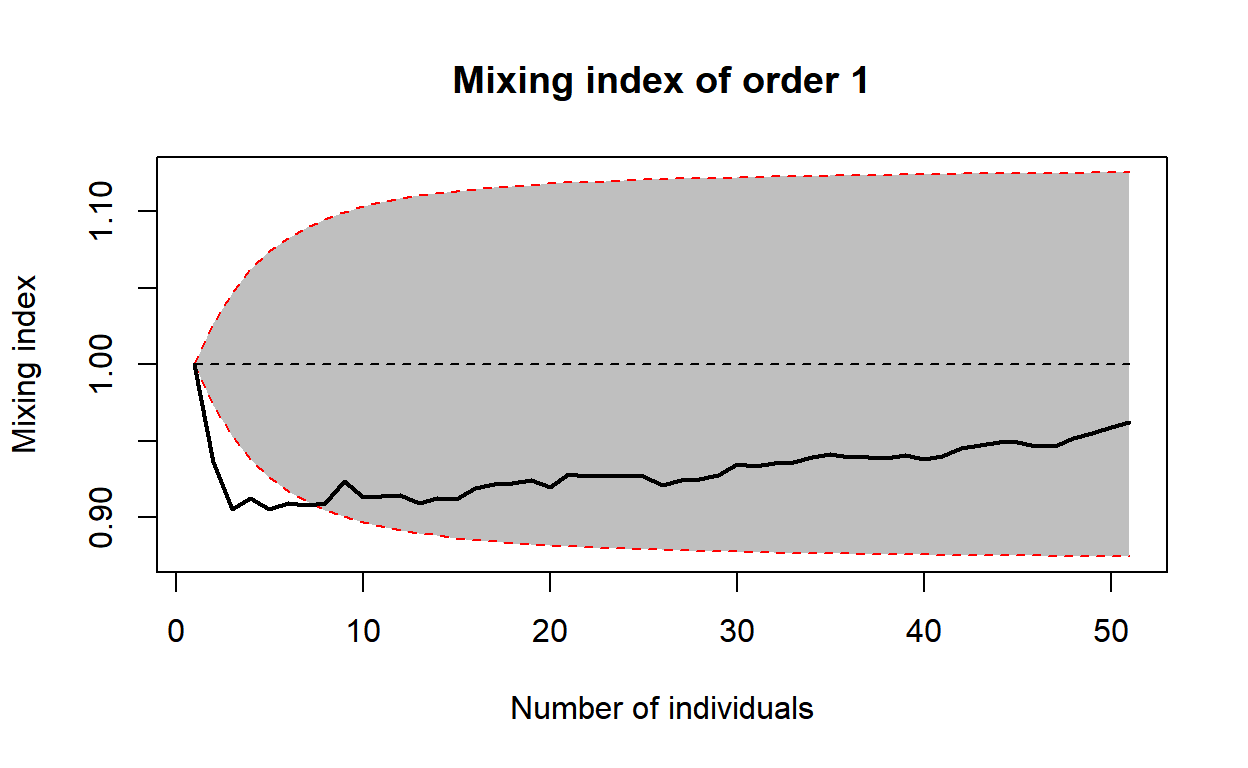 Mixing index of order 1
Mixing index
1.10
1.00
0.90
0 10 20 30 40 50
Number of individuals